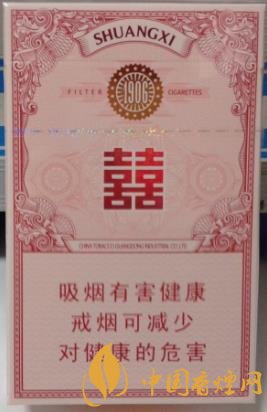 SHUANGXI
1906
FILTER CIGARETTES
囍
CHINA TOBACCO GUANGDONG INDUSTRIAL CO., LTD
吸烟有害健康
戒烟可减少
对健康的危害
中国香烟网